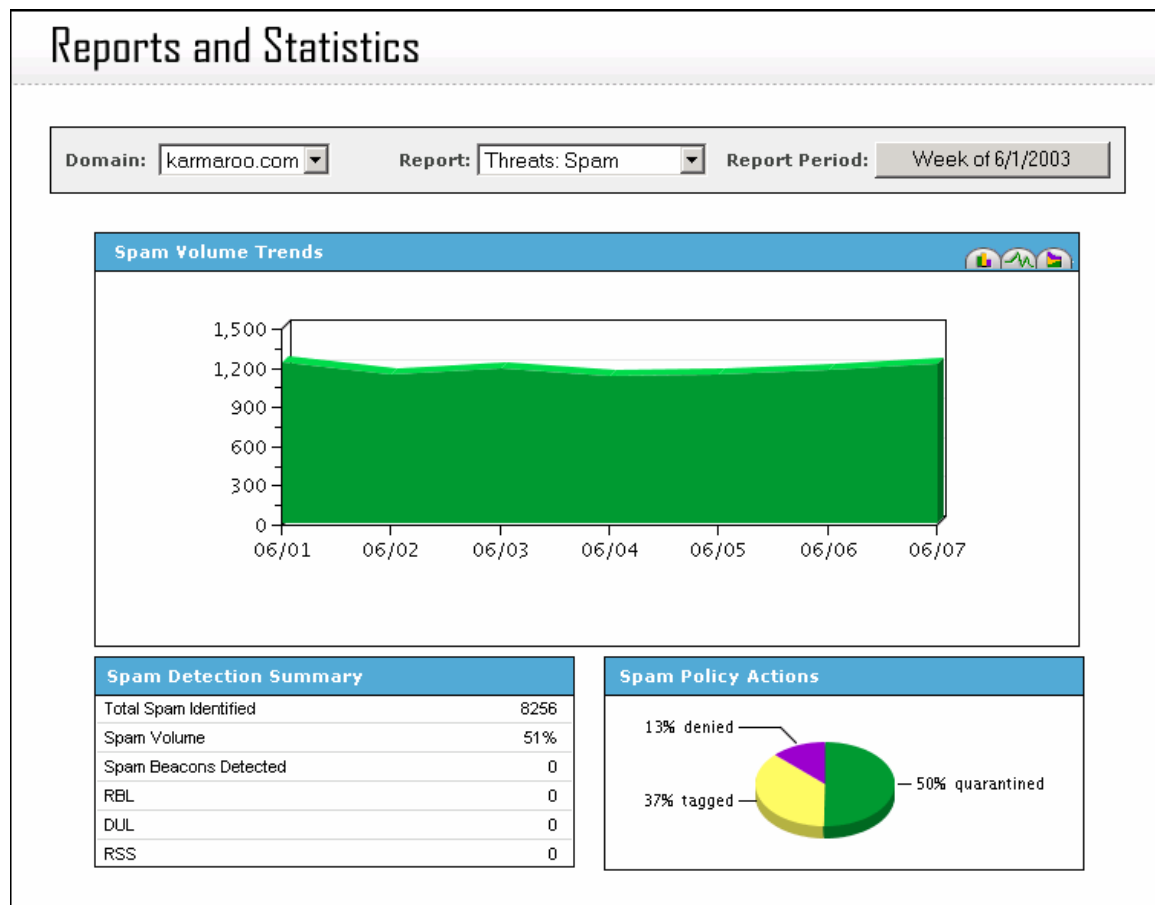 Reports and Statistics
Domain: karmaroo.com Report: Threats: Spam Report Period: Week of 6/1/2003
Spam Volume Trends
1,500
1,200
900
600
300
0
06/01 06/02 06/03 06/04 06/05 06/06 06/07
Spam Detection Summary
Total Spam Identified 8256
Spam Volume 51%
Spam Beacons Detected 0
RBL 0
DUL 0
RSS 0
Spam Policy Actions
13% denied
50% quarantined
37% tagged